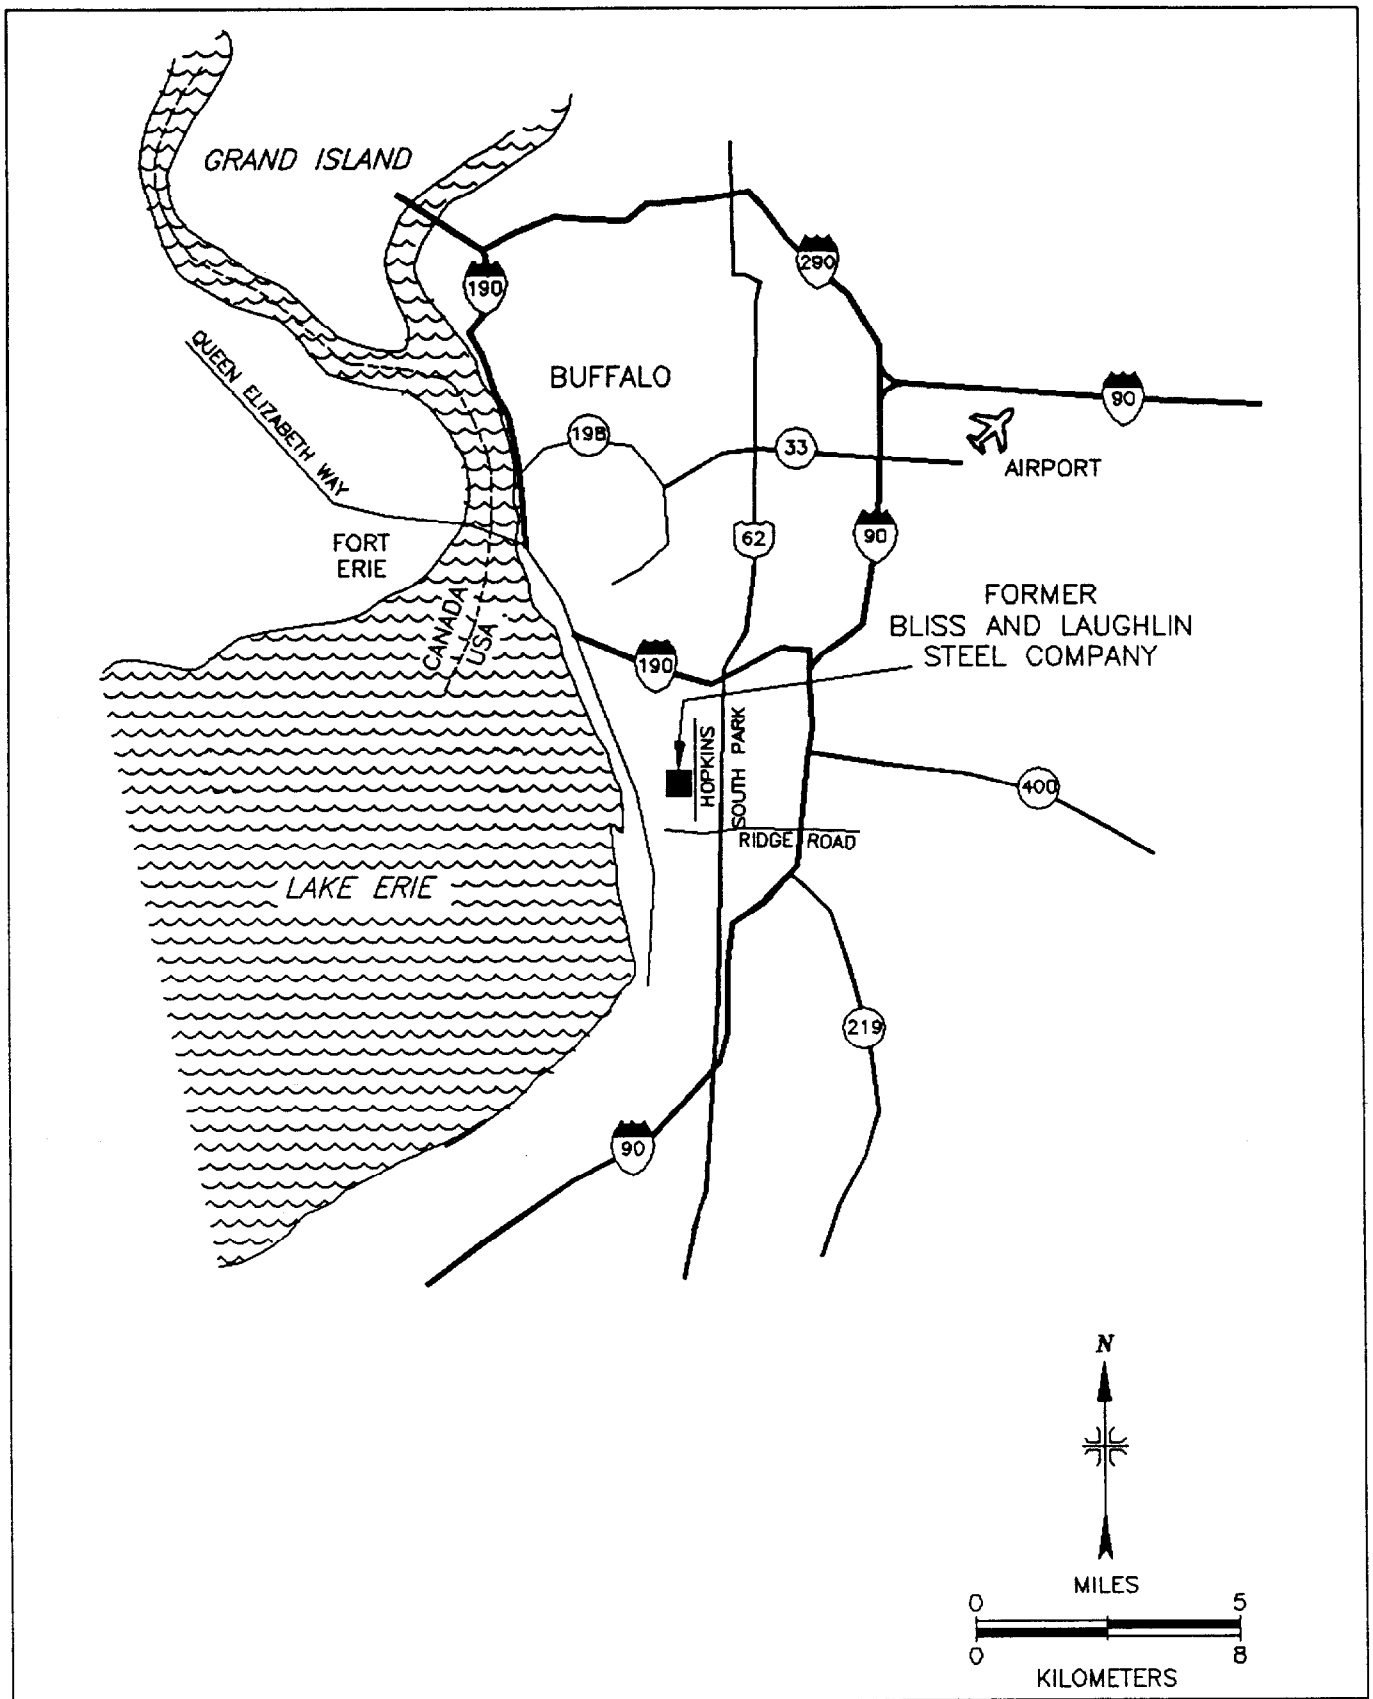 GRAND ISLAND
290
190
QUEEN ELIZABETH WAY
BUFFALO
90
198
33
AIRPORT
FORT
ERIE
62
90
CANADA
USA
FORMER
BLISS AND LAUGHLIN
STEEL COMPANY
190
HOPKINS
SOUTH PARK
400
RIDGE ROAD
LAKE ERIE
219
90
N
MILES
0 5
0 8
KILOMETERS